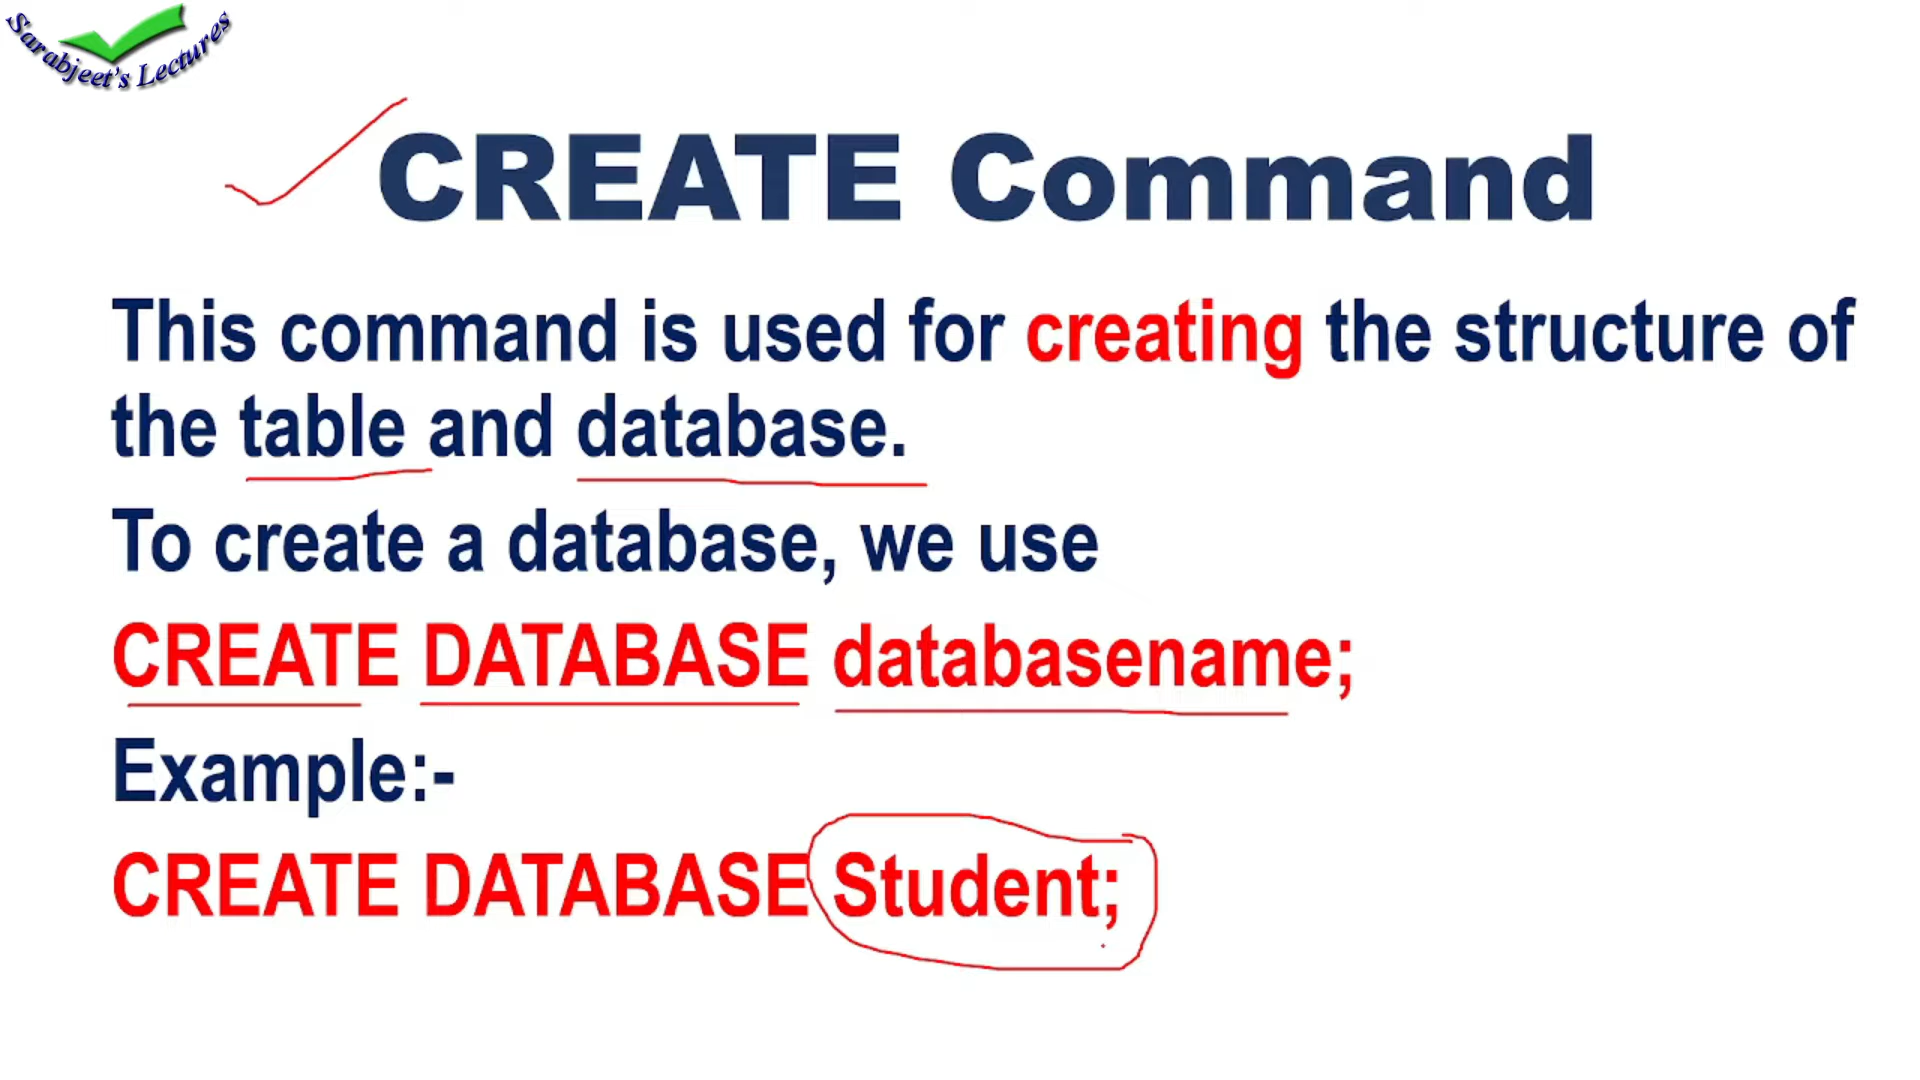 Sarabjeet's Lectures
CREATE Command
This command is used for creating the structure of
the table and database.
To create a database, we use
CREATE DATABASE databasename;
Example:-
CREATE DATABASE Student;